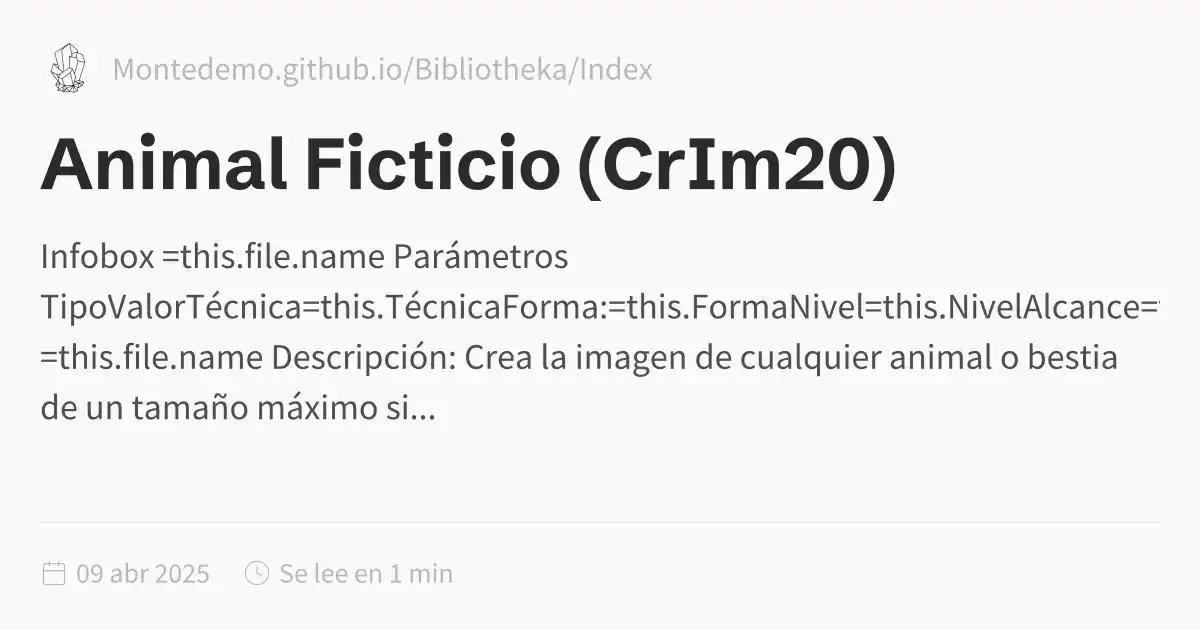 Montedemo.github.io/Bibliotheka/Index
Animal Ficticio (CrIm20)
Infobox =this.file.name Parámetros
TipoValorTécnica=this.TécnicaForma:=this.FormaNivel=this.NivelAlcance=
=this.file.name Descripción: Crea la imagen de cualquier animal o bestia
de un tamaño máximo si...
09 abr 2025
Se lee en 1 min